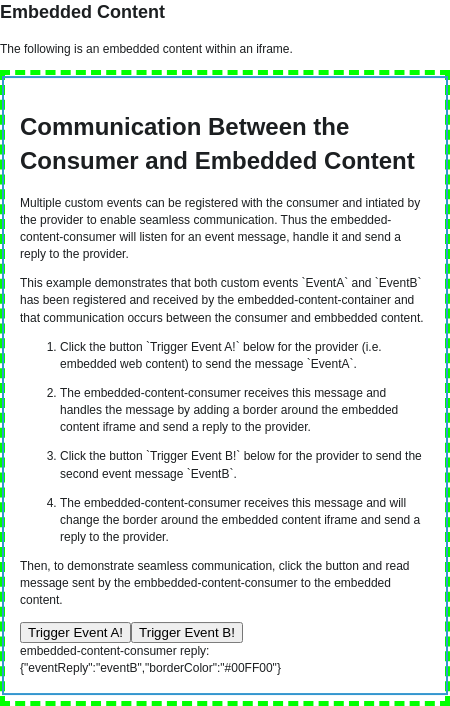 Embedded Content
The following is an embedded content within an iframe.
Communication Between the
Consumer and Embedded Content
Multiple custom events can be registered with the consumer and intiated by
the provider to enable seamless communication. Thus the embedded-
content-consumer will listen for an event message, handle it and send a
reply to the provider.
This example demonstrates that both custom events `EventA` and `EventB`
has been registered and received by the embedded-content-container and
that communication occurs between the consumer and embbedded content.
1. Click the button `Trigger Event A!` below for the provider (i.e.
embedded web content) to send the message `EventA`.
2. The embedded-content-consumer receives this message and
handles the message by adding a border around the embedded
content iframe and send a reply to the provider.
3. Click the button `Trigger Event B!` below for the provider to send the
second event message `EventB`.
4. The embedded-content-consumer receives this message and will
change the border around the embedded content iframe and send a
reply to the provider.
Then, to demonstrate seamless communication, click the button and read
message sent by the embbedded-content-consumer to the embedded
content.
Trigger Event A! Trigger Event B!
embedded-content-consumer reply:
{"eventReply":"eventB","borderColor":"#00FF00"}